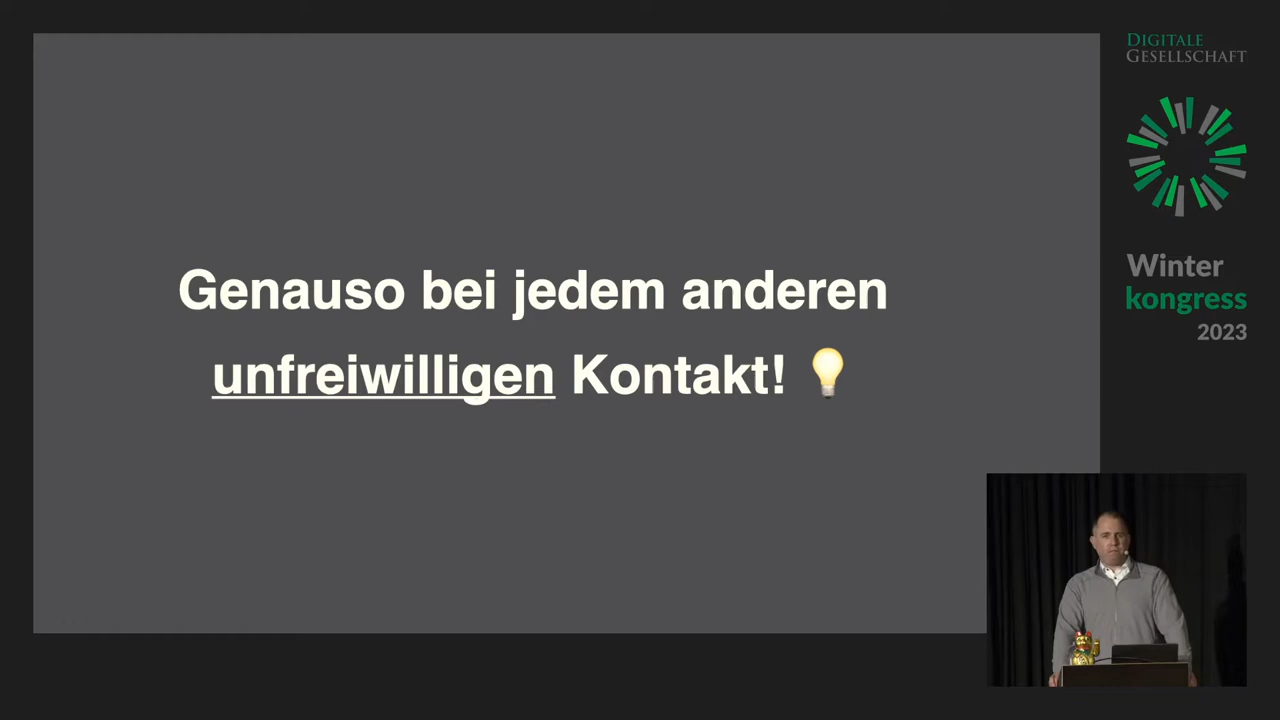 Genauso bei jedem anderen
unfreiwilligen Kontakt! 💡
DIGITALE
GESELLSCHAFT
Winter
kongress
2023